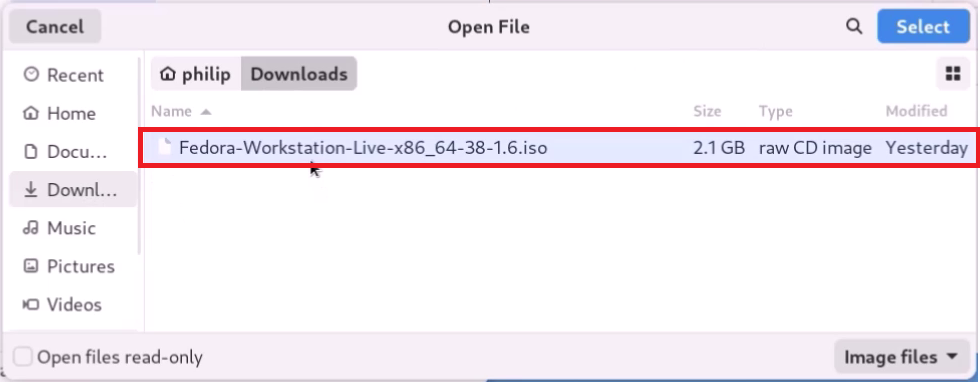 Cancel Open File Select
Recent
Home
Docu...
Downl...
Music
Pictures
Videos
philip Downloads
Name Size Type Modified
Fedora-Workstation-Live-x86_64-38-1.6.iso 2.1 GB raw CD image Yesterday
Open files read-only Image files